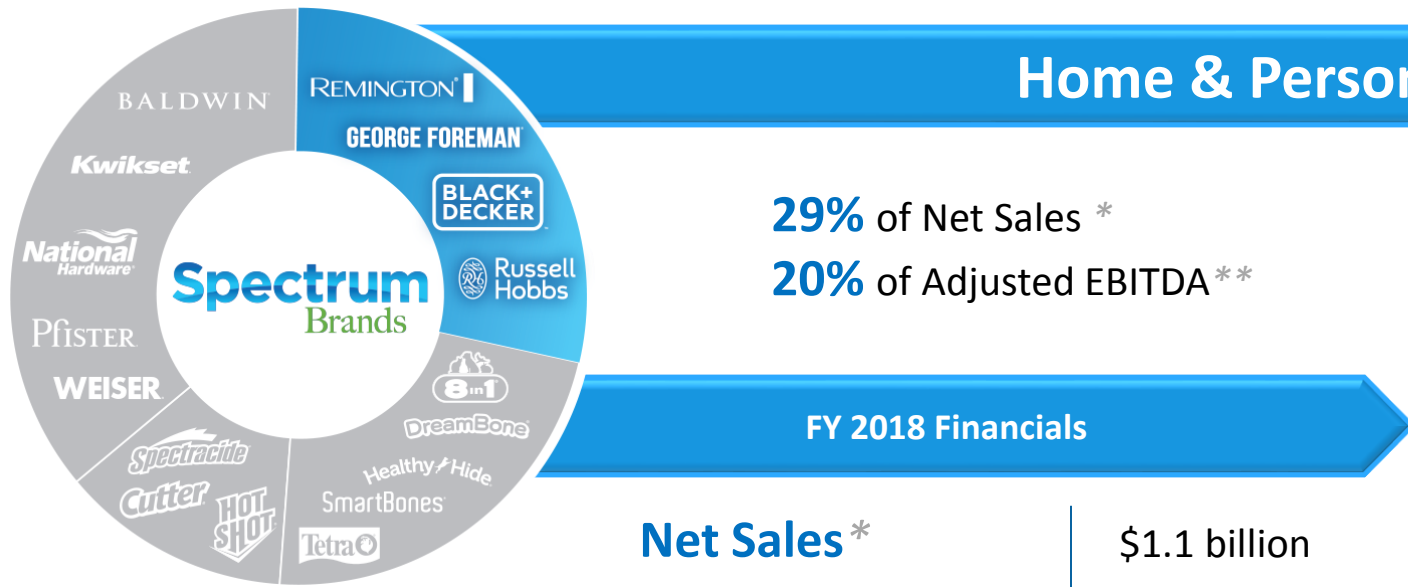 Home & Person
BALDWIN
REMINGTON®
GEORGE FOREMAN
Kwikset
BLACK+
DECKER
National
Hardware
Russell
Hobbs
Spectrum
Brands
PFISTER
WEISER
8in1
DreamBone
Spectracide
Healthy Hide
Cutter
HOT
SHOT
SmartBones
Tetra
29% of Net Sales *
20% of Adjusted EBITDA**
FY 2018 Financials
Net Sales*
$1.1 billion